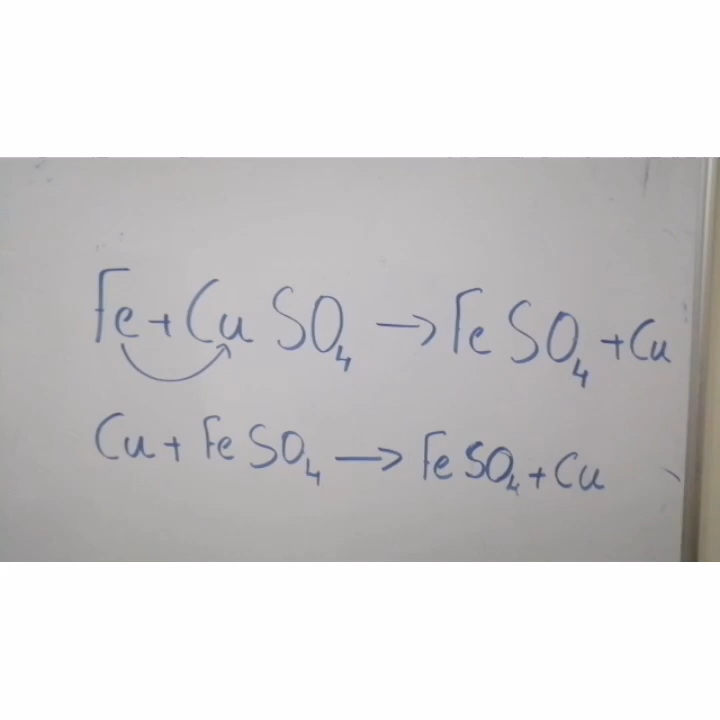 Fe + CuSO₄ → FeSO₄ + Cu
Cu + FeSO₄ → FeSO₄ + Cu